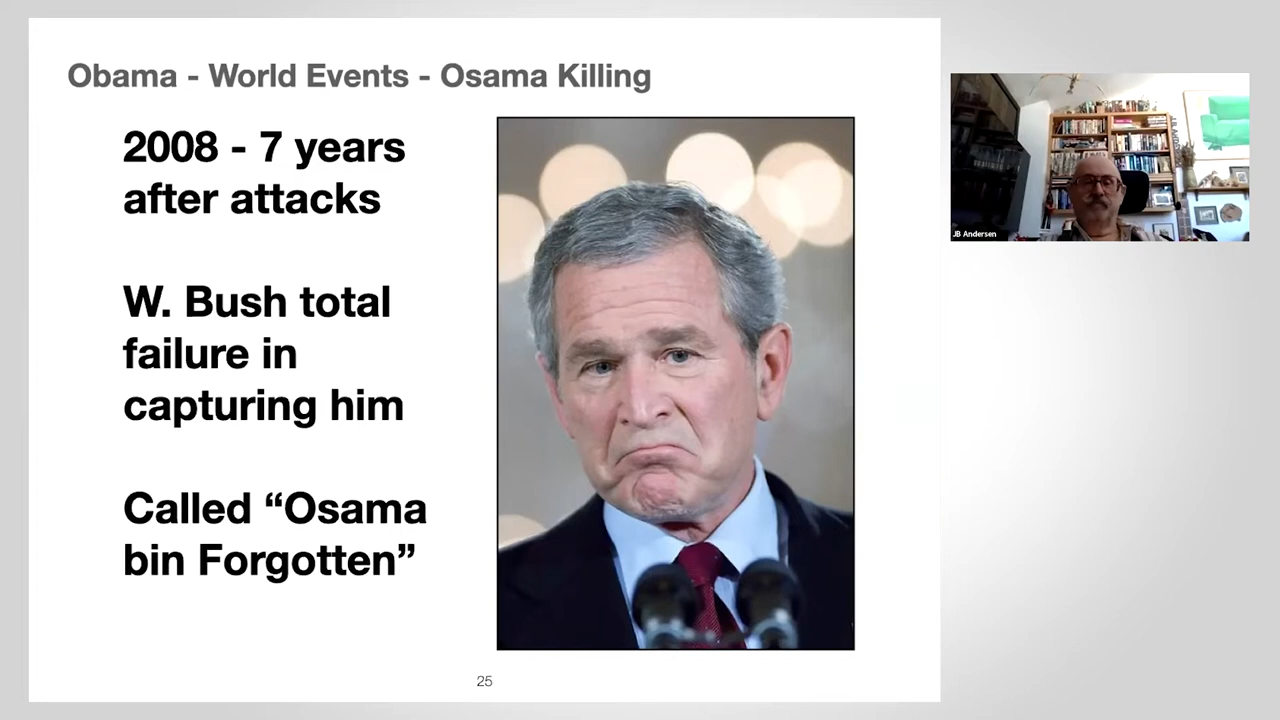 Obama - World Events - Osama Killing
2008 - 7 years
after attacks
W. Bush total
failure in
capturing him
Called “Osama
bin Forgotten”
25
JB Andersen